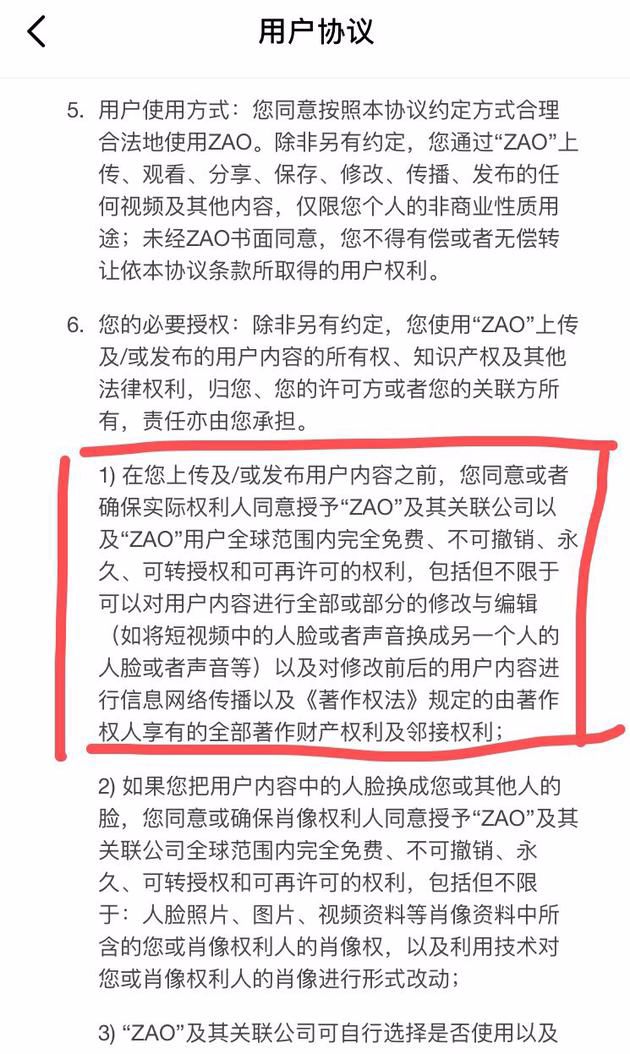 用户协议
5. 用户使用方式：您同意按照本协议约定方式合理
合法地使用ZAO。除非另有约定，您通过“ZAO”上
传、观看、分享、保存、修改、传播、发布的任
何视频及其他内容，仅限您个人的非商业性质用
途；未经ZAO书面同意，您不得有偿或者无偿转
让依本协议条款所取得的用户权利。
6. 您的必要授权：除非另有约定，您使用“ZAO”上传
及/或发布的用户内容的所有权、知识产权及其他
法律权利，归您、您的许可方或者您的关联方所
有，责任亦由您承担。
1) 在您上传及/或发布用户内容之前，您同意或者
确保实际权利人同意授予“ZAO”及其关联公司以
及“ZAO”用户全球范围内完全免费、不可撤销、永
久、可转授权和可再许可的权利，包括但不限于
可以对用户内容进行全部或部分的修改与编辑
（如将短视频中的人脸或者声音换成另一个人的
人脸或者声音等）以及对修改前后的用户内容进
行信息网络传播以及《著作权法》规定的由著作
权人享有的全部著作财产权利及邻接权利；
2) 如果您把用户内容中的人脸换成您或其他人的
脸，您同意或确保肖像权利人同意授予“ZAO”及其
关联公司全球范围内完全免费、不可撤销、永
久、可转授权和可再许可的权利，包括但不限
于：人脸照片、图片、视频资料等肖像资料中所
含的您或肖像权利人的肖像权，以及利用技术对
您或肖像权利人的肖像进行形式改动；
3) “ZAO”及其关联公司可自行选择是否使用以及